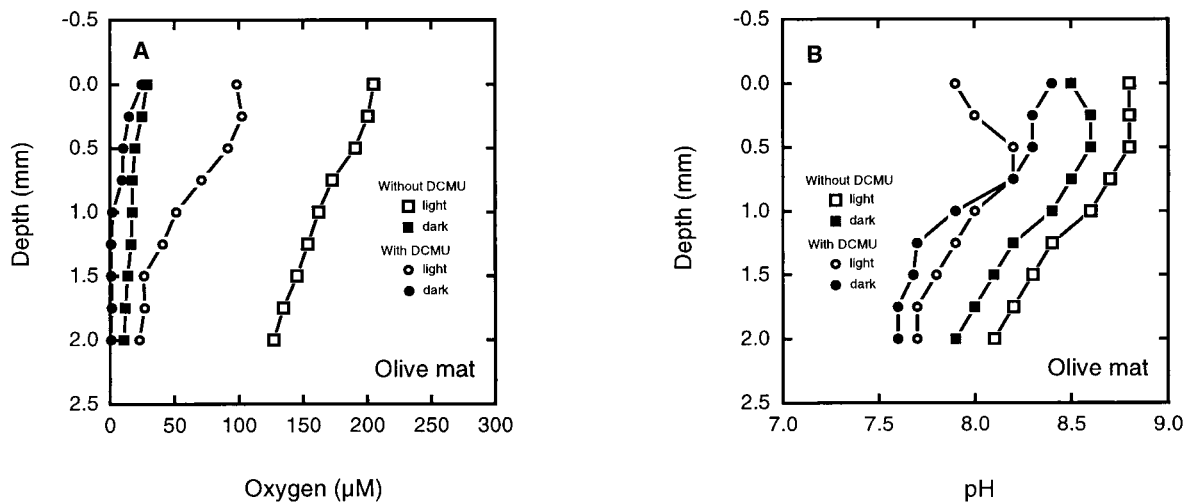 -0.5
0.0
0.5
1.0
1.5
2.0
2.5
Depth (mm)
A
Without DCMU
light
dark
With DCMU
light
dark
Olive mat
0 50 100 150 200 250 300
Oxygen (µM)
-0.5
0.0
0.5
1.0
1.5
2.0
2.5
Depth (mm)
B
Without DCMU
light
dark
With DCMU
light
dark
Olive mat
7.0 7.5 8.0 8.5 9.0
pH